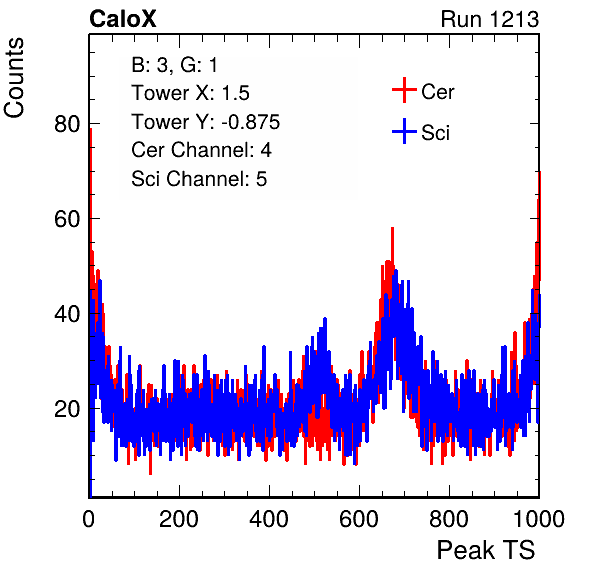 CaloX Run 1213
Counts
B: 3, G: 1
Tower X: 1.5
Tower Y: -0.875
Cer Channel: 4
Sci Channel: 5
Cer
Sci
80
60
40
20
0 200 400 600 800 1000
Peak TS